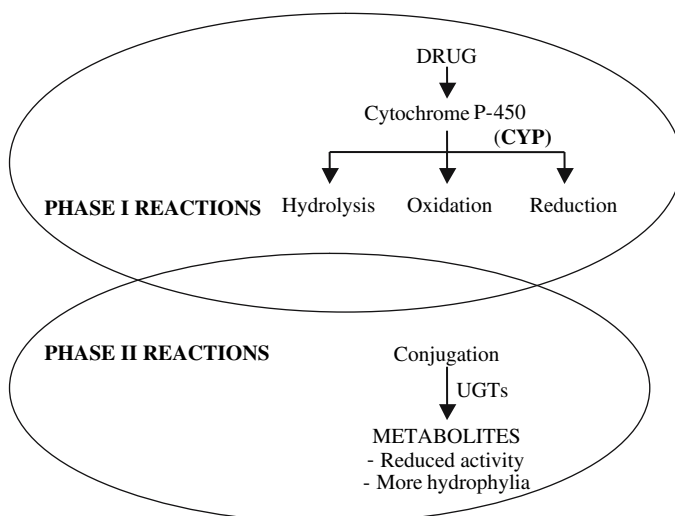 DRUG
Cytochrome P-450
(CYP)
PHASE I REACTIONS Hydrolysis Oxidation Reduction
PHASE II REACTIONS Conjugation
UGTs
METABOLITES
- Reduced activity
- More hydrophylia